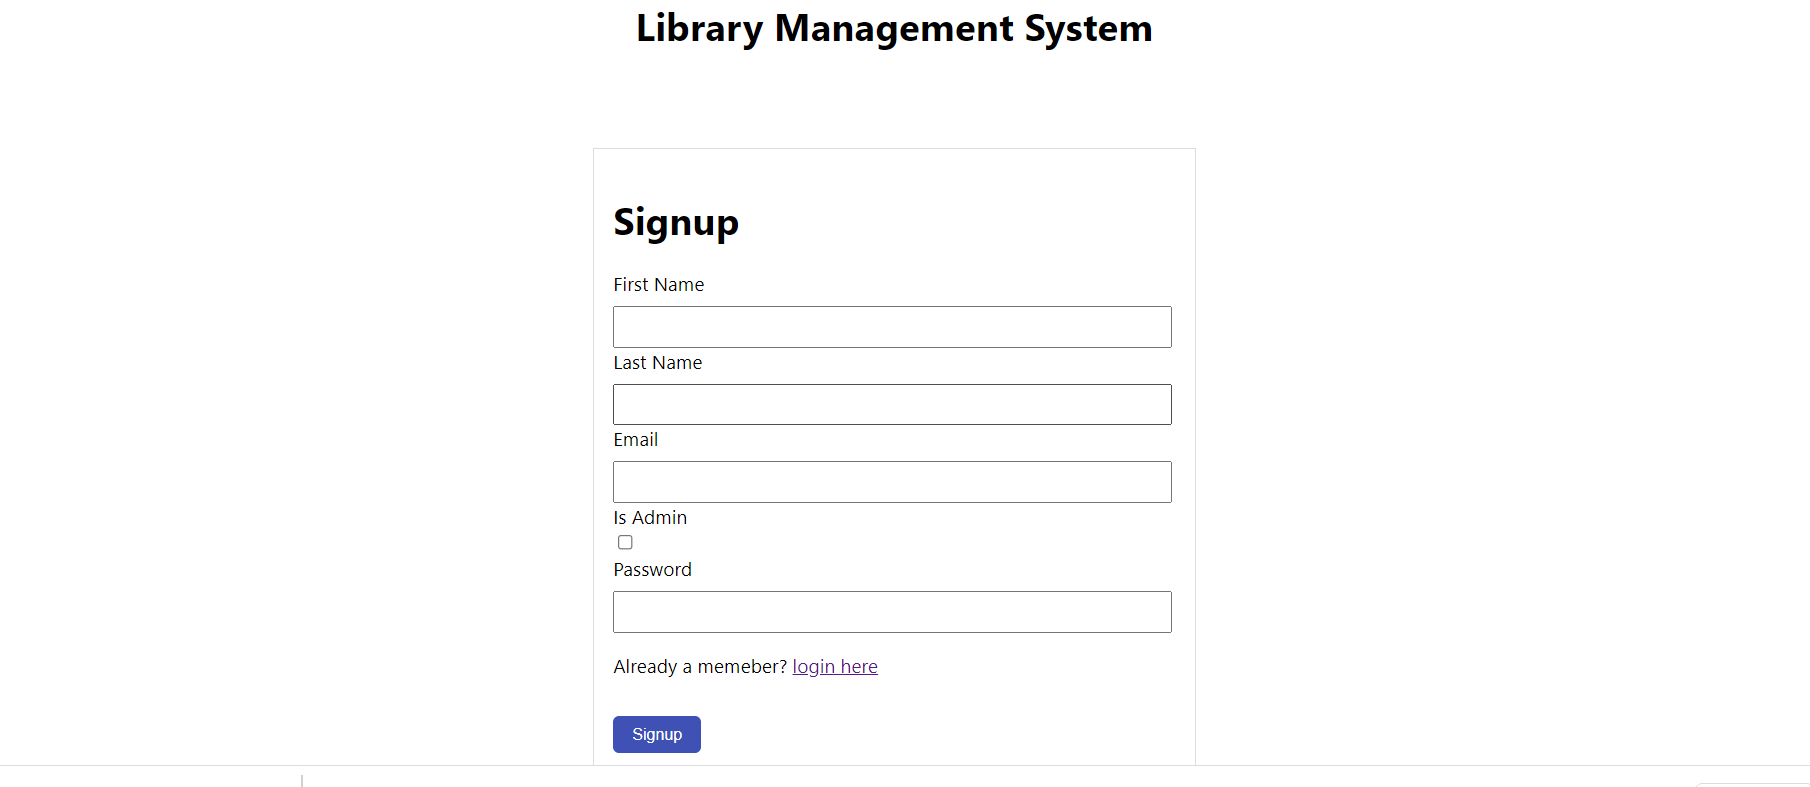 Library Management System
Signup
First Name
Last Name
Email
Is Admin
Password
Already a memeber? login here
Signup